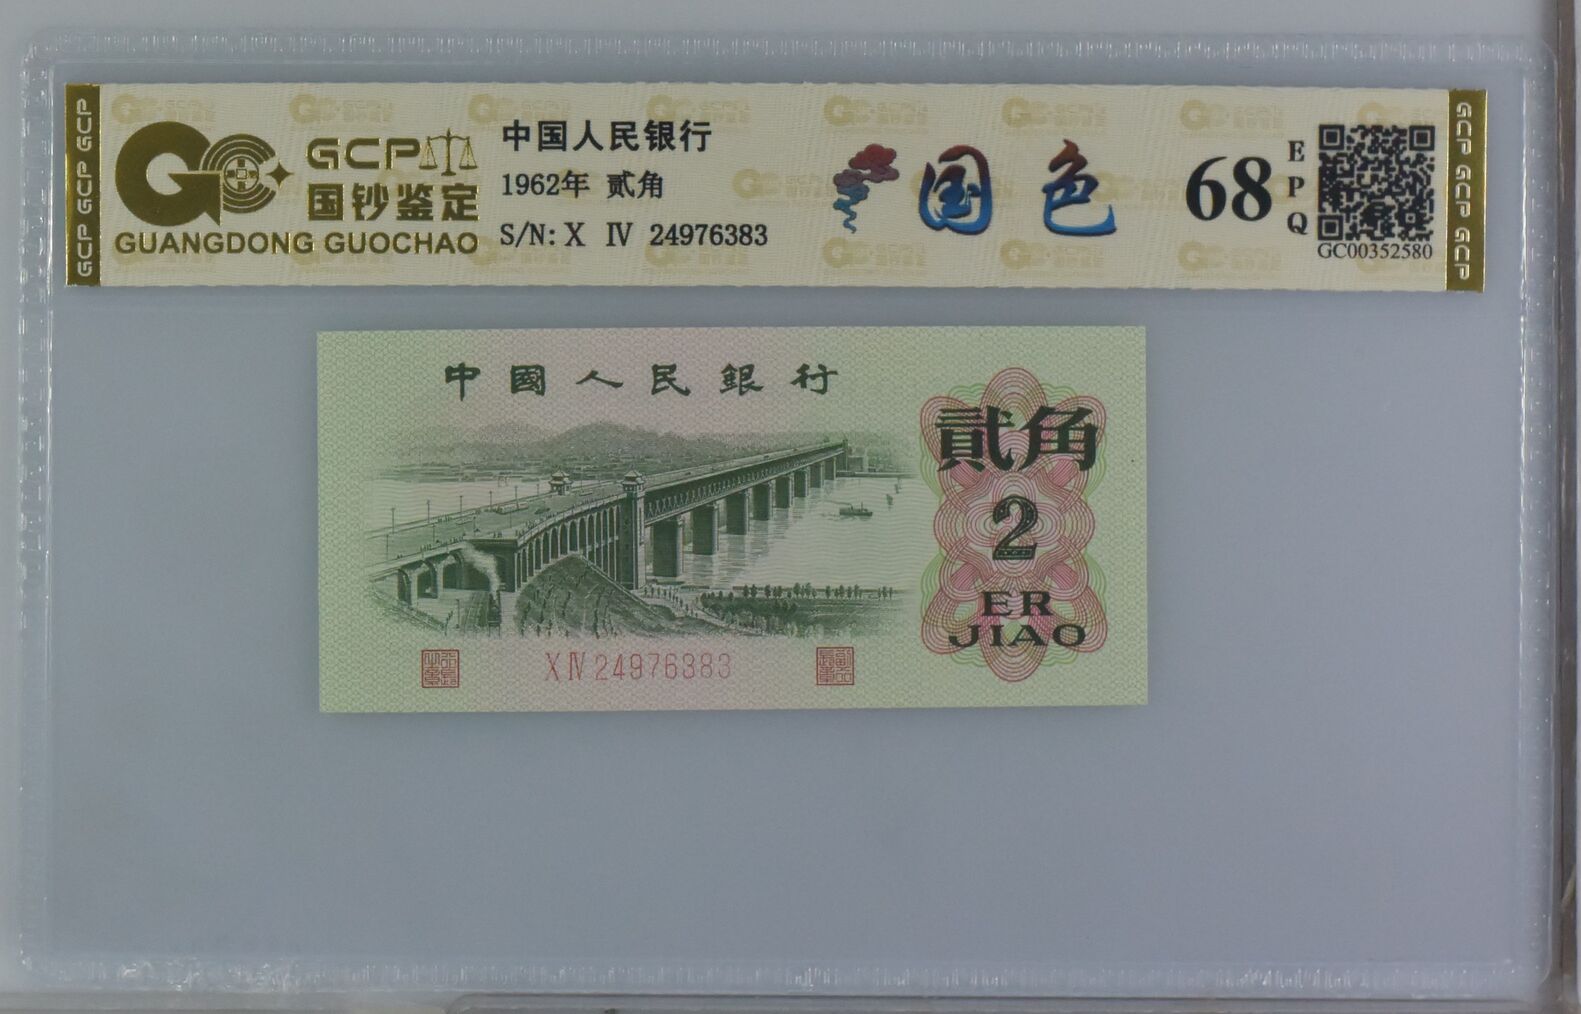 GCP GCP GCP
GCP
国钞鉴定
GUANGDONG GUOCHAO
中国人民银行
1962年 贰角
S/N: X IV 24976383
国色
68
EPQ
GC00352580
GCP GCP GCP
中國人民銀行
貳角
2
ER
JIAO
X IV 24976383